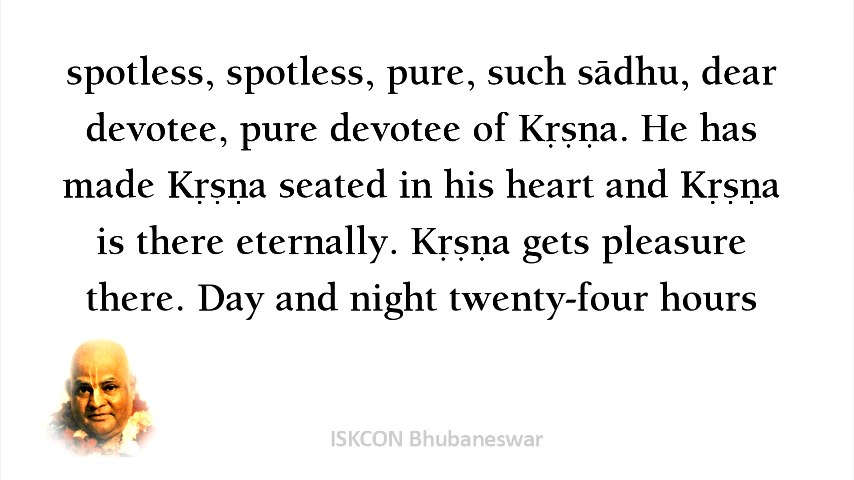 spotless, spotless, pure, such sādhu, dear
devotee, pure devotee of Kṛṣṇa. He has
made Kṛṣṇa seated in his heart and Kṛṣṇa
is there eternally. Kṛṣṇa gets pleasure
there. Day and night twenty-four hours
ISKCON Bhubaneswar